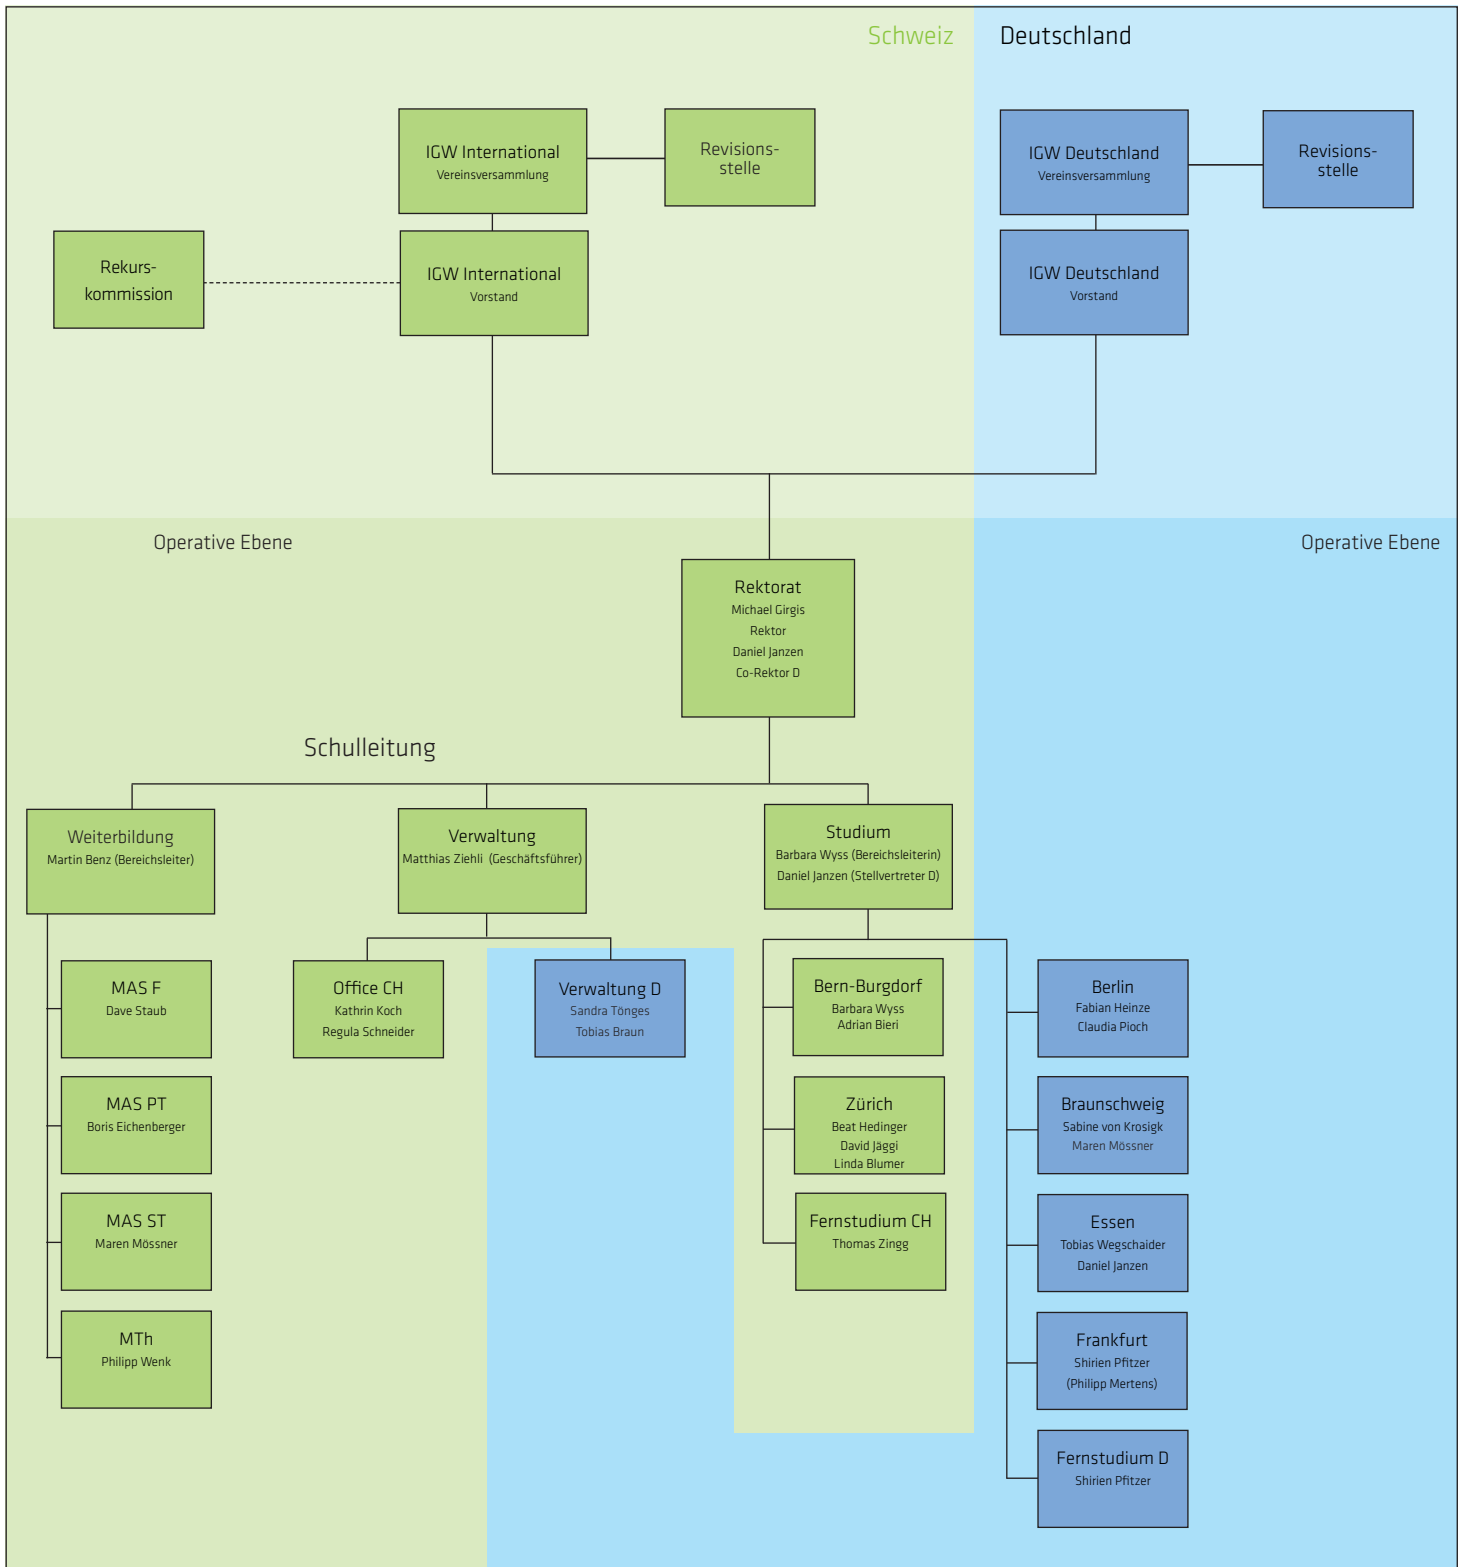 Schweiz
Deutschland
IGW International
Vereinsversammlung
Revisions-
stelle
IGW Deutschland
Vereinsversammlung
Revisions-
stelle
Rekurs-
kommission
IGW International
Vorstand
IGW Deutschland
Vorstand
Operative Ebene
Operative Ebene
Rektorat
Michael Girgis
Rektor
Daniel Janzen
Co-Rektor D
Schulleitung
Weiterbildung
Martin Benz (Bereichsleiter)
Verwaltung
Matthias Ziehli (Geschäftsführer)
Studium
Barbara Wyss (Bereichsleiterin)
Daniel Janzen (Stellvertreter D)
MAS F
Dave Staub
MAS PT
Boris Eichenberger
MAS ST
Maren Mössner
MTh
Philipp Wenk
Office CH
Kathrin Koch
Regula Schneider
Verwaltung D
Sandra Tönges
Tobias Braun
Bern-Burgdorf
Barbara Wyss
Adrian Bieri
Zürich
Beat Hedinger
David Jäggi
Linda Blumer
Fernstudium CH
Thomas Zingg
Berlin
Fabian Heinze
Claudia Pioch
Braunschweig
Sabine von Krosigk
Maren Mössner
Essen
Tobias Wegschaider
Daniel Janzen
Frankfurt
Shirien Pfitzer
(Philipp Mertens)
Fernstudium D
Shirien Pfitzer